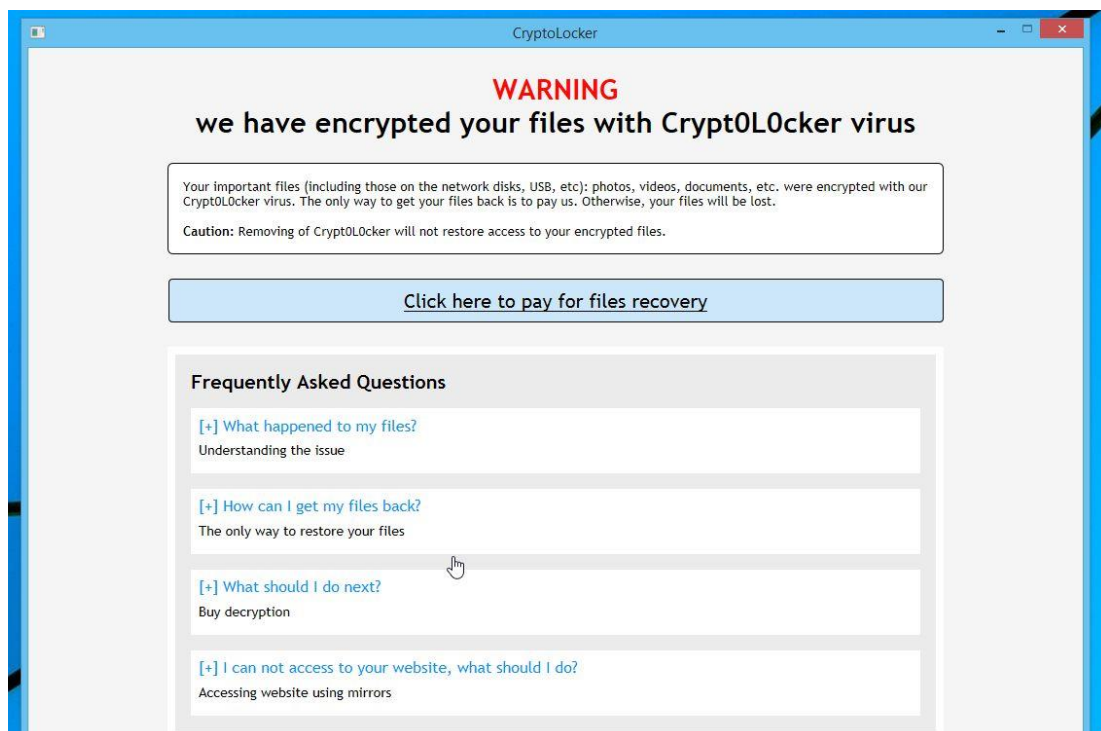 CryptoLocker
WARNING
we have encrypted your files with Crypt0L0cker virus
Your important files (including those on the network disks, USB, etc): photos, videos, documents, etc. were encrypted with our
Crypt0L0cker virus. The only way to get your files back is to pay us. Otherwise, your files will be lost.
Caution: Removing of Crypt0L0cker will not restore access to your encrypted files.
Click here to pay for files recovery
Frequently Asked Questions
[+] What happened to my files?
Understanding the issue
[+] How can I get my files back?
The only way to restore your files
[+] What should I do next?
Buy decryption
[+] I can not access to your website, what should I do?
Accessing website using mirrors